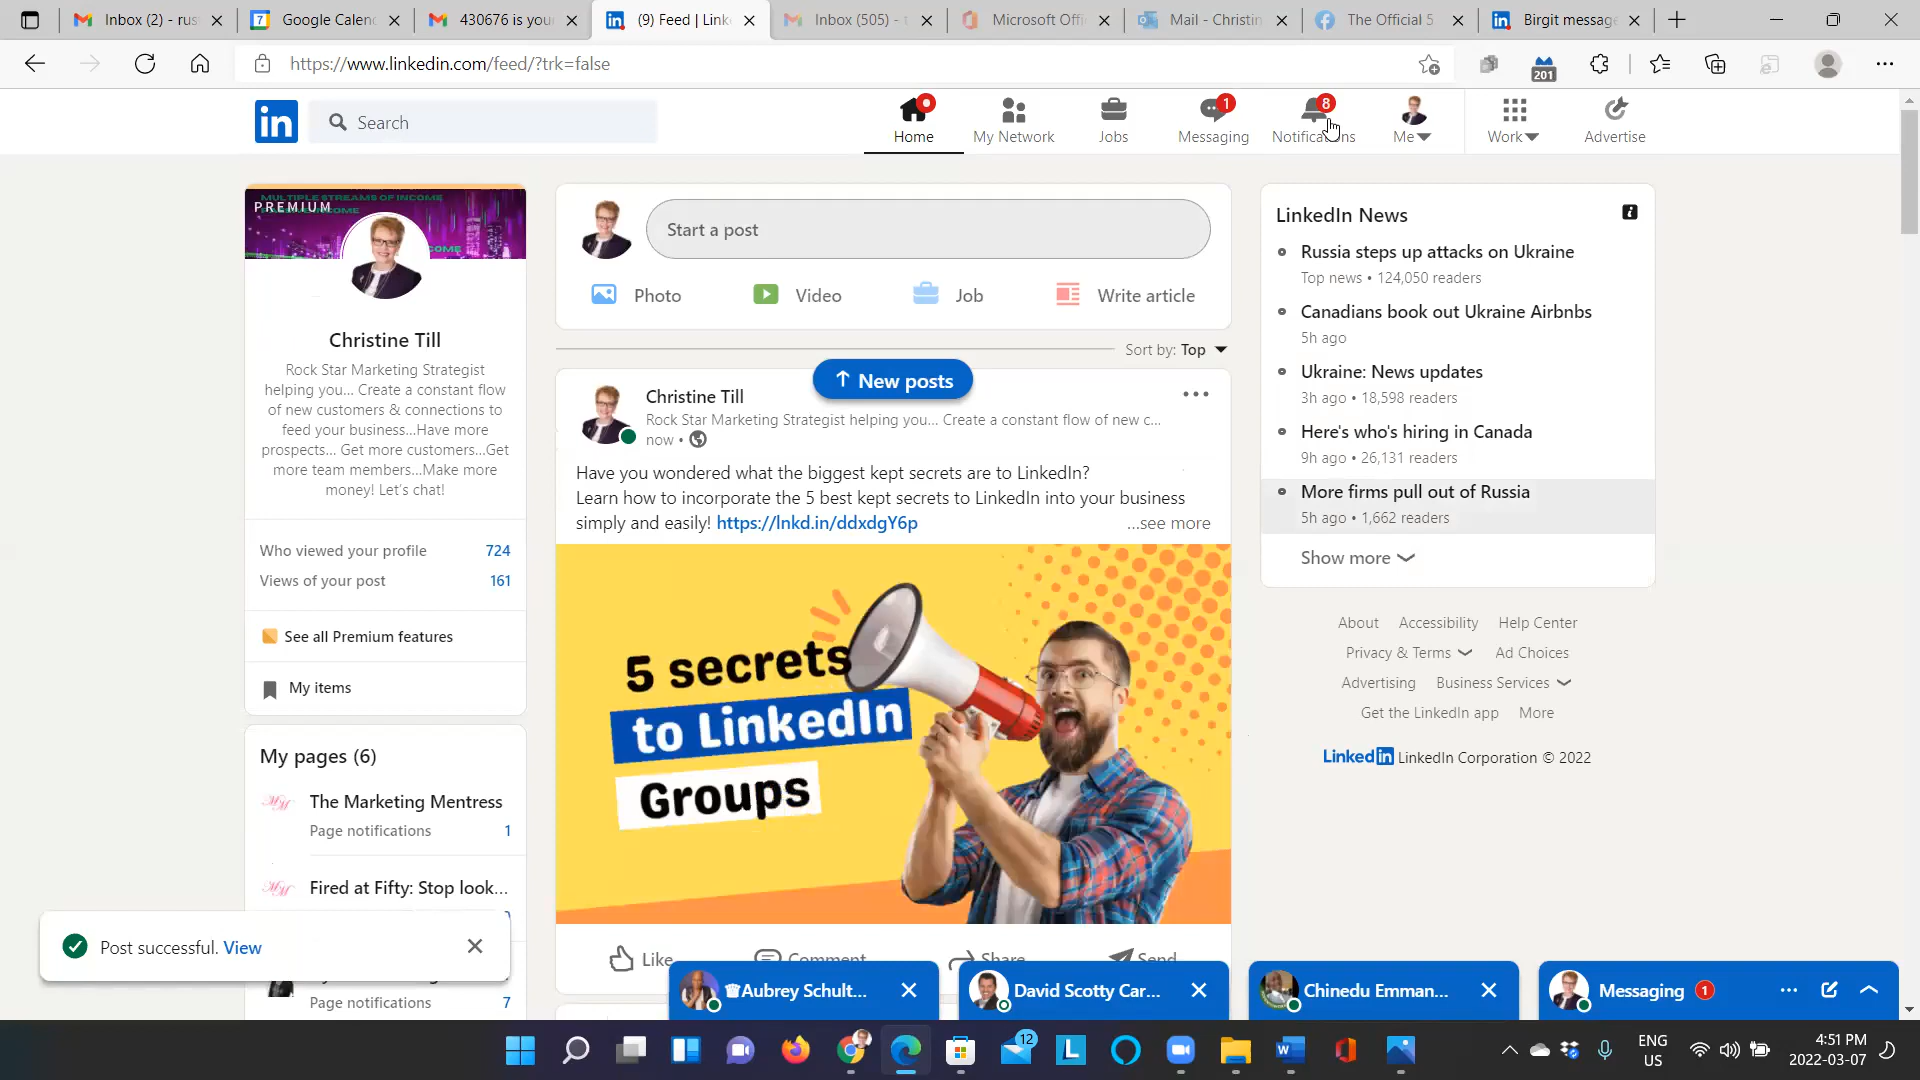 Inbox (2) - rus
Google Calen
430676 is you
(9) Feed | Link
Inbox (505) - t
Microsoft Offi
Mail - Christin
The Official 5
Birgit message
https://www.linkedin.com/feed/?trk=false
201
in
Search
Home
My Network
Jobs
1
Messaging
8
Notifications
Me
Work
Advertise
MULTIPLE STREAMS OF INCOME
PREMIUM
Christine Till
Rock Star Marketing Strategist
helping you... Create a constant flow
of new customers & connections to
feed your business...Have more
prospects... Get more customers...Get
more team members...Make more
money! Let's chat!
Who viewed your profile 724
Views of your post 161
See all Premium features
My items
My pages (6)
The Marketing Mentress
Page notifications 1
Fired at Fifty: Stop look...
Page notifications 7
Post successful. View
Start a post
Photo
Video
Job
Write article
Sort by: Top
New posts
Christine Till
Rock Star Marketing Strategist helping you... Create a constant flow of new c...
now •
Have you wondered what the biggest kept secrets are to LinkedIn?
Learn how to incorporate the 5 best kept secrets to LinkedIn into your business
simply and easily! https://lnkd.in/ddxdgY6p ...see more
5 secrets
to LinkedIn
Groups
Like
Comment
Share
Send
LinkedIn News
Russia steps up attacks on Ukraine
Top news • 124,050 readers
Canadians book out Ukraine Airbnbs
5h ago
Ukraine: News updates
3h ago • 18,598 readers
Here's who's hiring in Canada
9h ago • 26,131 readers
More firms pull out of Russia
5h ago • 1,662 readers
Show more
About Accessibility Help Center
Privacy & Terms Ad Choices
Advertising Business Services
Get the LinkedIn app More
LinkedIn LinkedIn Corporation © 2022
Aubrey Schult...
David Scotty Car...
Chinedu Emman...
Messaging 1
12
ENG
US
4:51 PM
2022-03-07